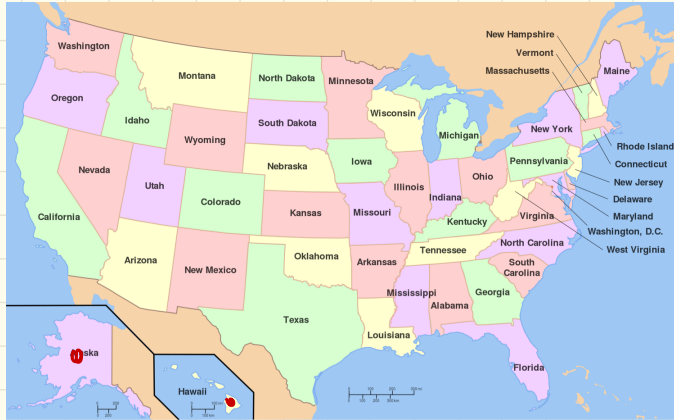 New Hampshire
Vermont
Massachusetts
Washington
Montana
North Dakota
Minnesota
Maine
Oregon
Idaho
Wyoming
South Dakota
Wisconsin
Michigan
New York
Rhode Island
Connecticut
New Jersey
Delaware
Maryland
Washington, D.C.
West Virginia
Nevada
Utah
Colorado
Nebraska
Iowa
Illinois
Indiana
Ohio
Pennsylvania
California
Kansas
Missouri
Kentucky
Virginia
Arizona
New Mexico
Oklahoma
Arkansas
Tennessee
North Carolina
South
Carolina
Texas
Louisiana
Mississippi
Alabama
Georgia
Florida
ska
Hawaii